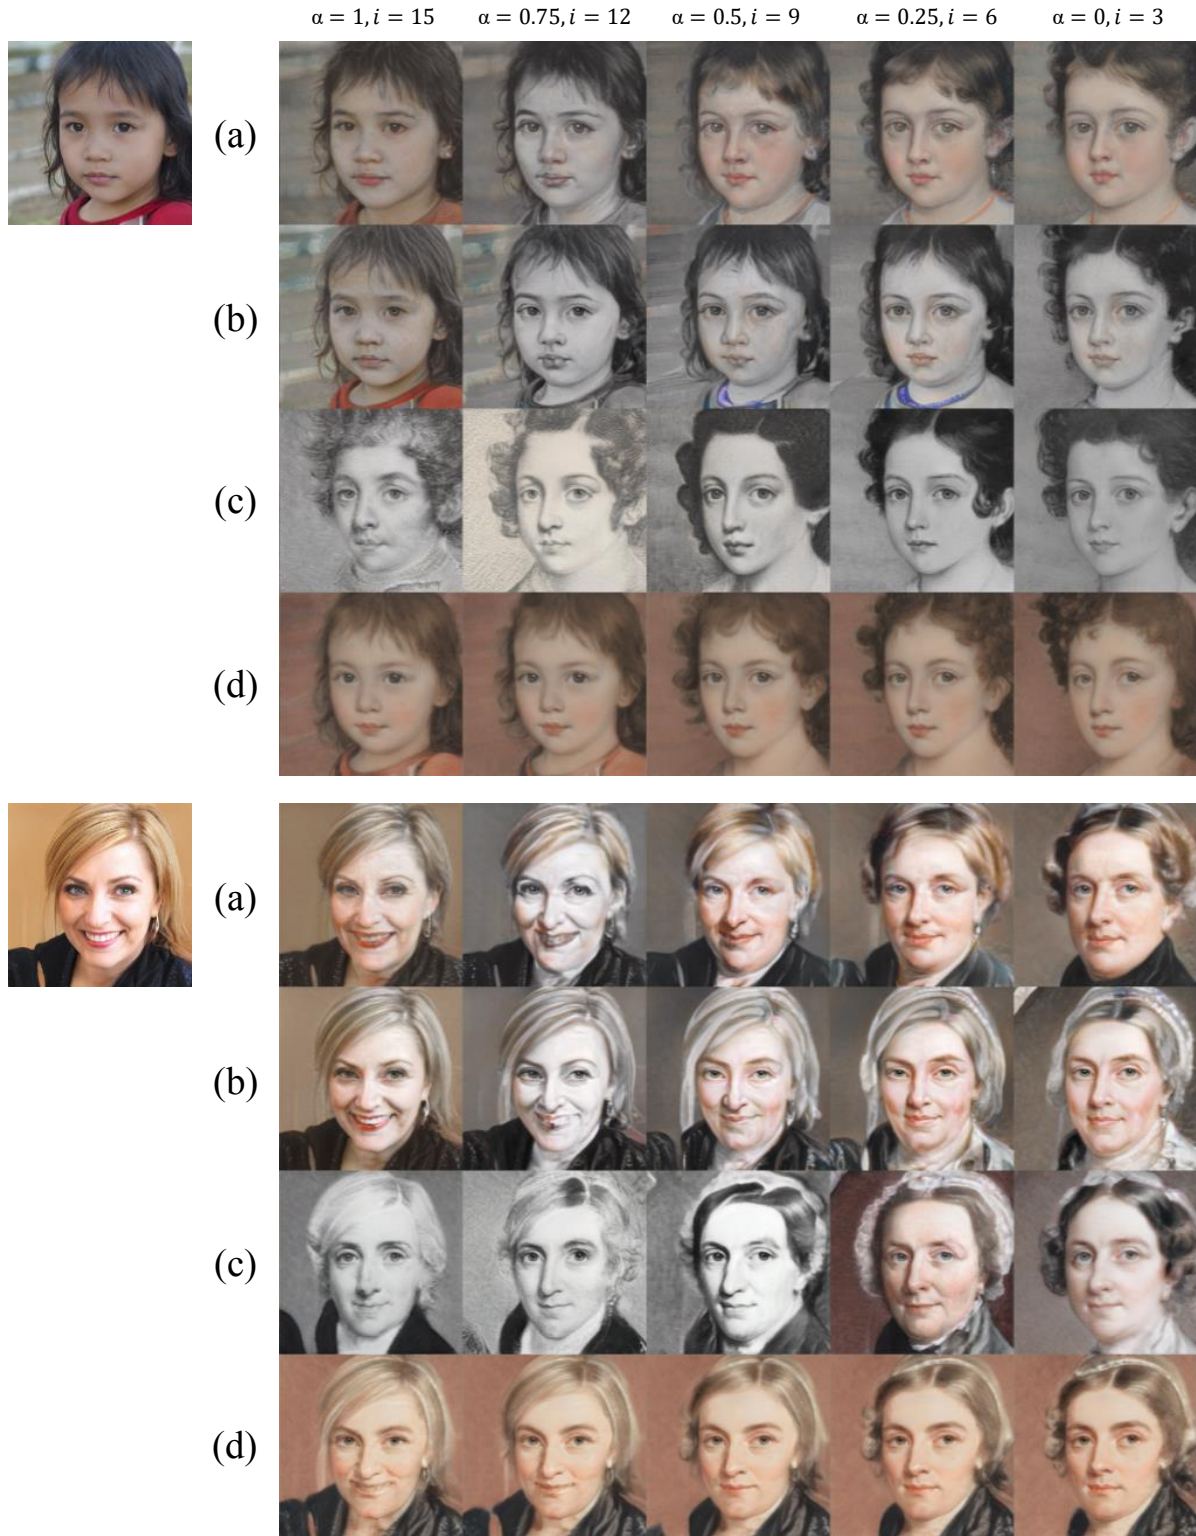 α = 1, i = 15 α = 0.75, i = 12 α = 0.5, i = 9 α = 0.25, i = 6 α = 0, i = 3
(a)
(b)
(c)
(d)
(a)
(b)
(c)
(d)